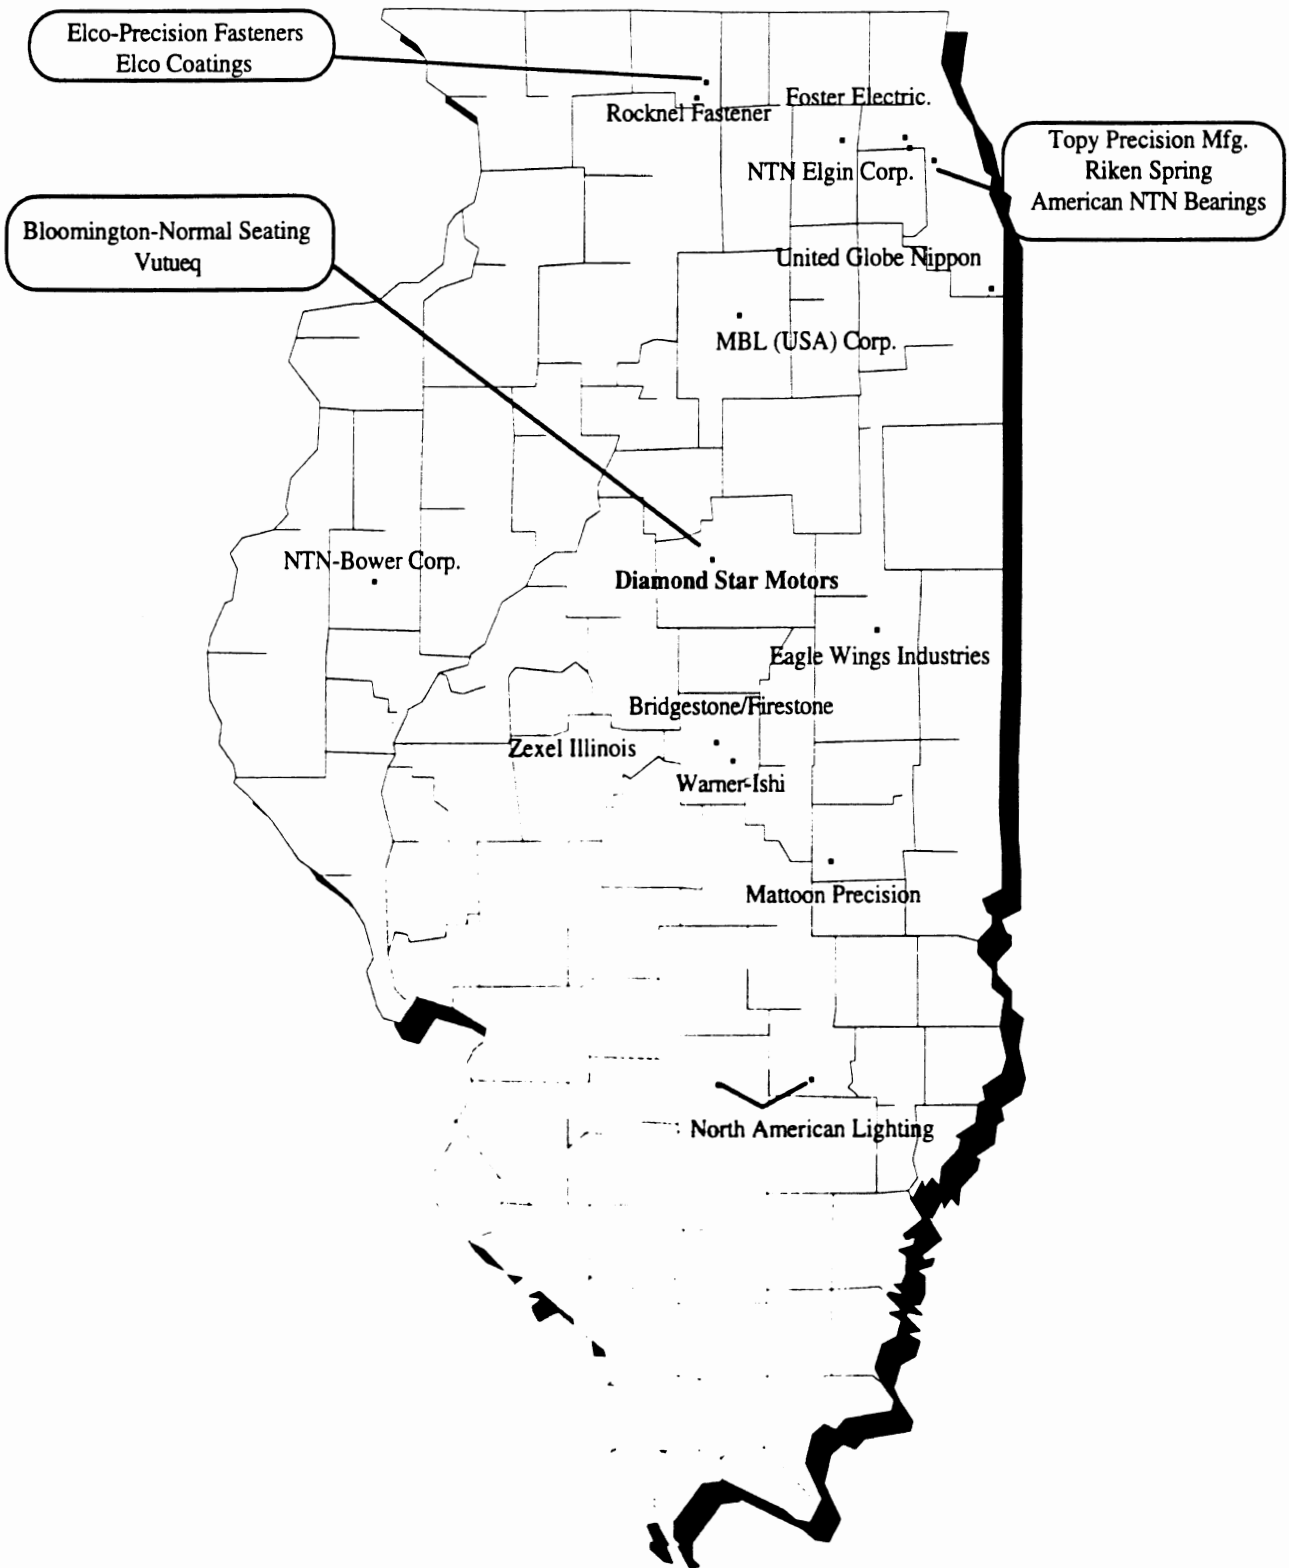 Elco-Precision Fasteners
Elco Coatings
Foster Electric.
Rocknel Fastener
Topy Precision Mfg.
Riken Spring
American NTN Bearings
NTN Elgin Corp.
Bloomington-Normal Seating
Vutueq
United Globe Nippon
MBL (USA) Corp.
NTN-Bower Corp.
Diamond Star Motors
Eagle Wings Industries
Bridgestone/Firestone
Zexel Illinois
Warner-Ishi
Mattoon Precision
North American Lighting